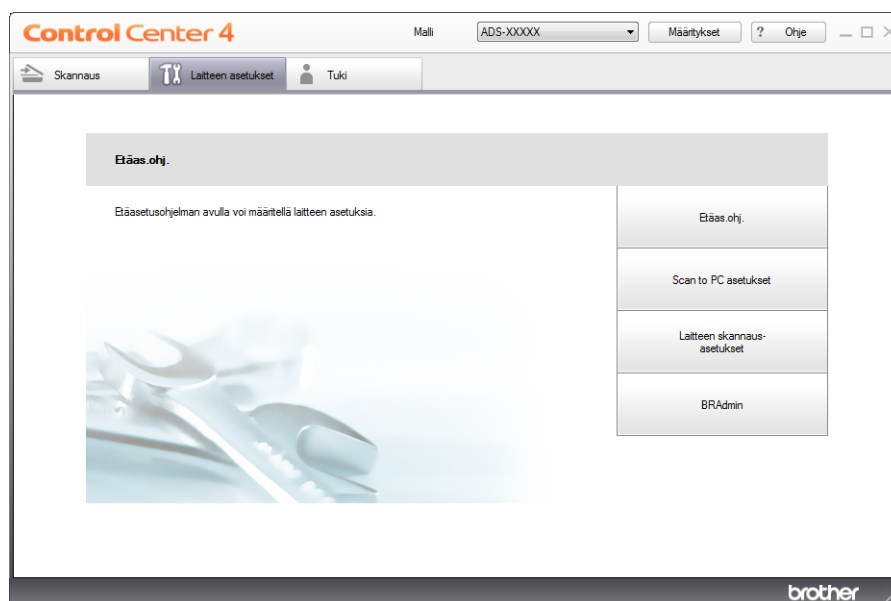 Control Center 4
Malli
ADS-XXXXX
Määritykset
? Ohje
Skannaus
Laitteen asetukset
Tuki
Etäas.ohj.
Etäasetusohjelman avulla voi määritellä laitteen asetuksia.
Etäas.ohj.
Scan to PC asetukset
Laitteen skannaus-
asetukset
BRAdmin
brother